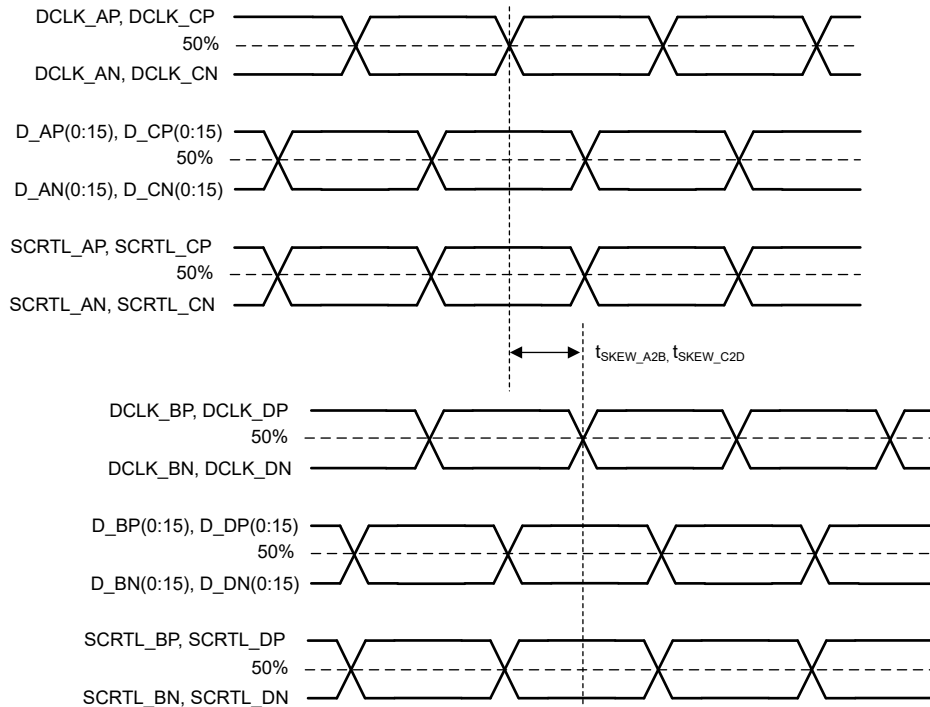 DCLK_AP, DCLK_CP
50%
DCLK_AN, DCLK_CN
D_AP(0:15), D_CP(0:15)
50%
D_AN(0:15), D_CN(0:15)
SCRTL_AP, SCRTL_CP
50%
SCRTL_AN, SCRTL_CN
tSKEW_A2B, tSKEW_C2D
DCLK_BP, DCLK_DP
50%
DCLK_BN, DCLK_DN
D_BP(0:15), D_DP(0:15)
50%
D_BN(0:15), D_DN(0:15)
SCRTL_BP, SCRTL_DP
50%
SCRTL_BN, SCRTL_DN